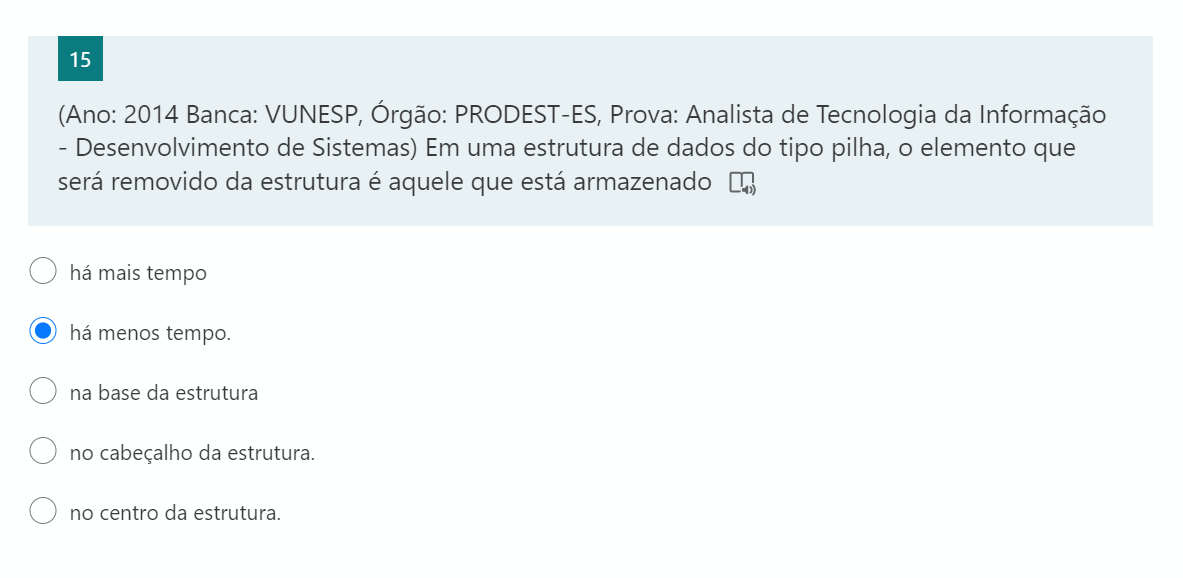 15
(Ano: 2014 Banca: VUNESP, Órgão: PRODEST-ES, Prova: Analista de Tecnologia da Informação
- Desenvolvimento de Sistemas) Em uma estrutura de dados do tipo pilha, o elemento que
será removido da estrutura é aquele que está armazenado
há mais tempo
há menos tempo.
na base da estrutura
no cabeçalho da estrutura.
no centro da estrutura.